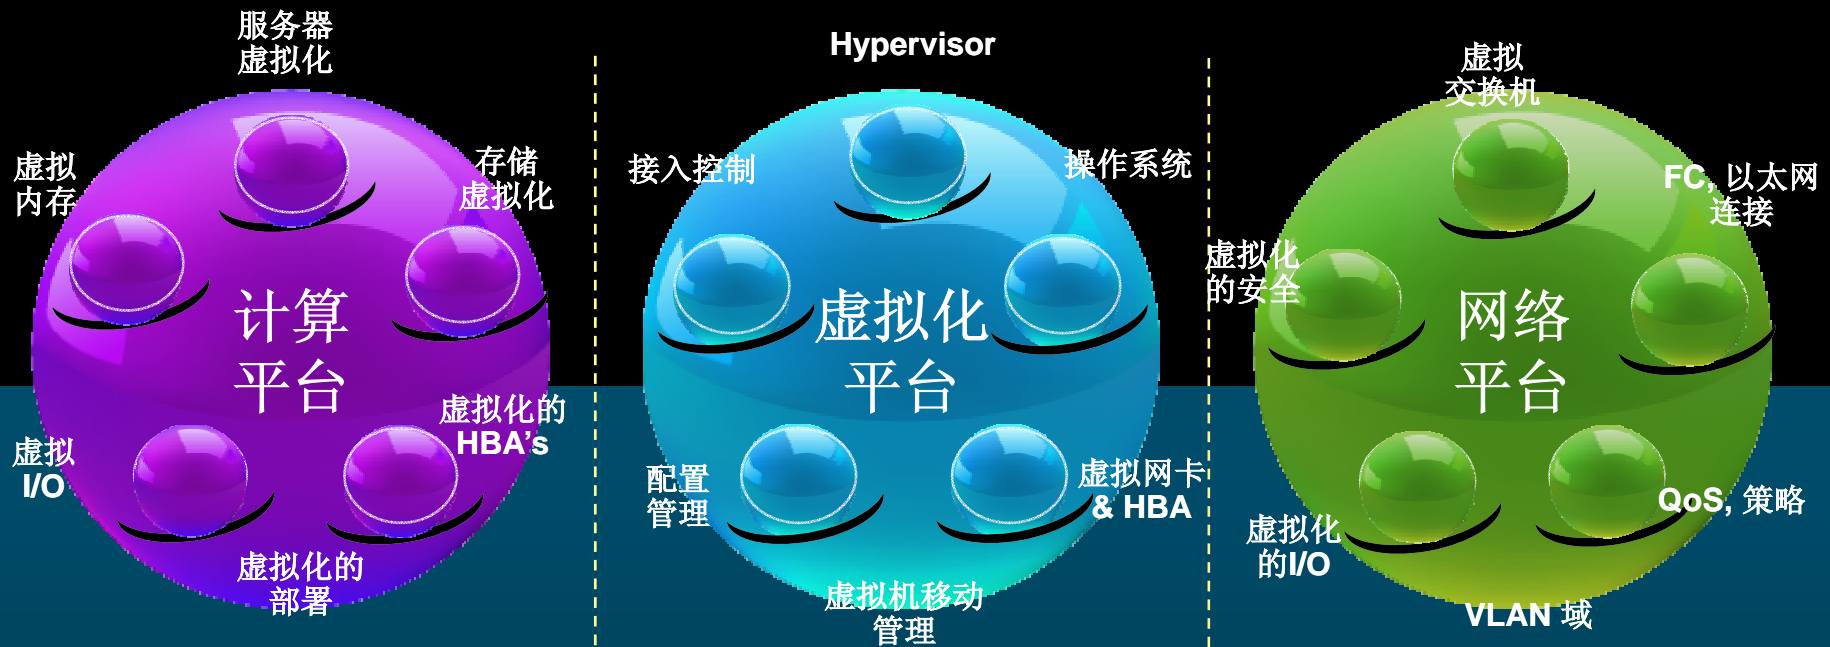 服务器
虚拟化
虚拟
内存
存储
虚拟化
计算
平台
虚拟化的
HBA's
虚拟
I/O
虚拟化的
部署
Hypervisor
接入控制
操作系统
虚拟化
平台
配置
管理
虚拟网卡
& HBA
虚拟机移动
管理
虚拟
交换机
FC, 以太网
连接
虚拟化
的安全
网络
平台
QoS, 策略
虚拟化
的I/O
VLAN 域